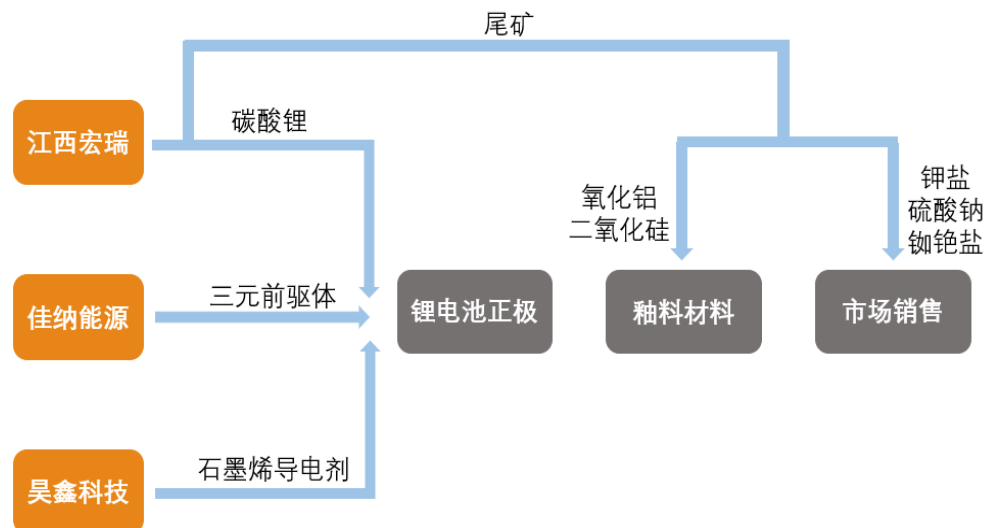 尾矿
江西宏瑞
碳酸锂
氧化铝
二氧化硅
钾盐
硫酸钠
铷铯盐
佳纳能源
三元前驱体
锂电池正极
釉料材料
市场销售
昊鑫科技
石墨烯导电剂